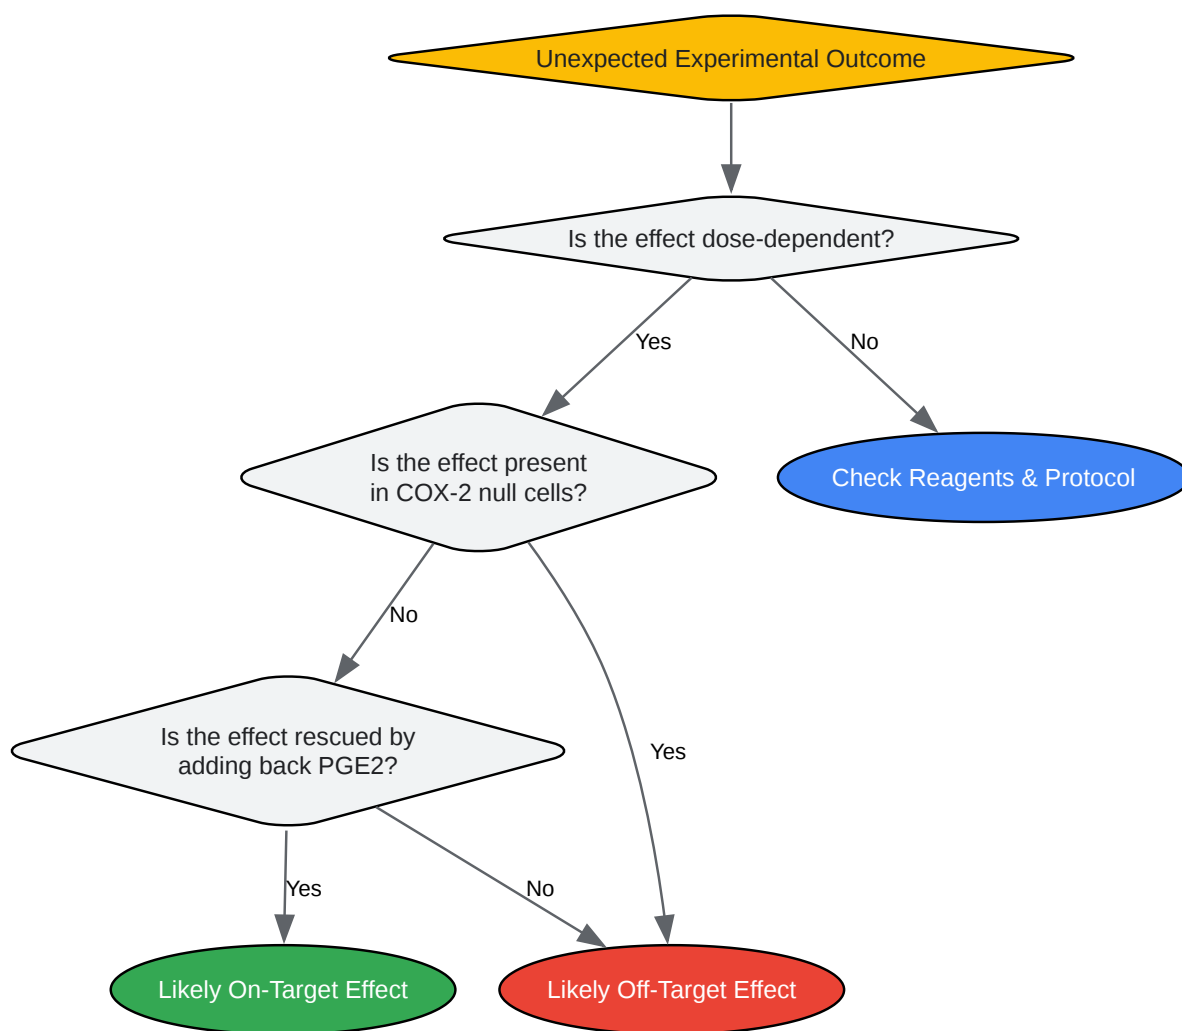 Unexpected Experimental Outcome
Is the effect dose-dependent?
Yes
No
Is the effect present
in COX-2 null cells?
Check Reagents & Protocol
No
Is the effect rescued by
adding back PGE2?
Yes
Yes
No
Likely On-Target Effect
Likely Off-Target Effect